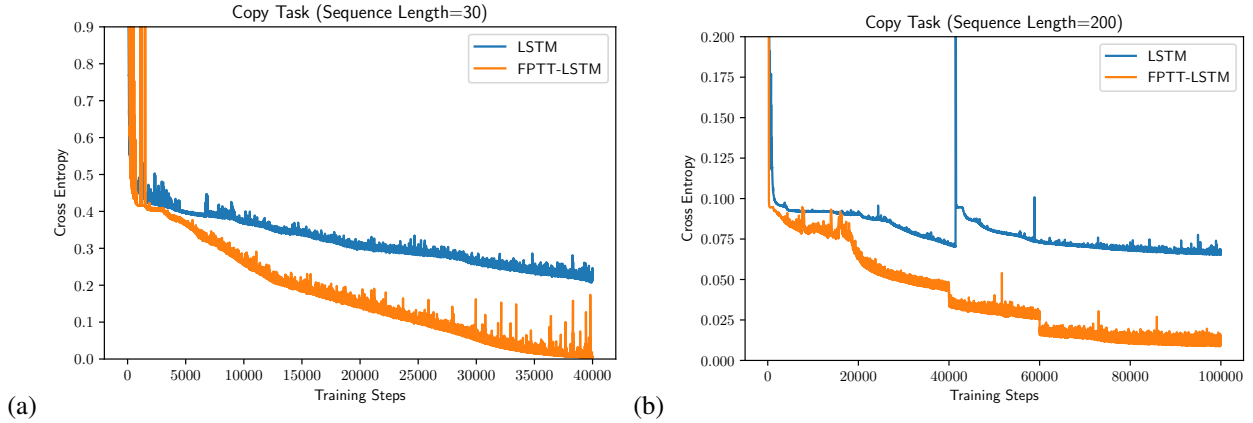 Copy Task (Sequence Length=30)
0.9
0.8
0.7
0.6
0.5
0.4
0.3
0.2
0.1
0.0
Cross Entropy
LSTM
FPTT-LSTM
0
5000
10000
15000
20000
25000
30000
35000
40000
Training Steps
(a)
Copy Task (Sequence Length=200)
0.200
0.175
0.150
0.125
0.100
0.075
0.050
0.025
0.000
Cross Entropy
LSTM
FPTT-LSTM
0
20000
40000
60000
80000
100000
Training Steps
(b)